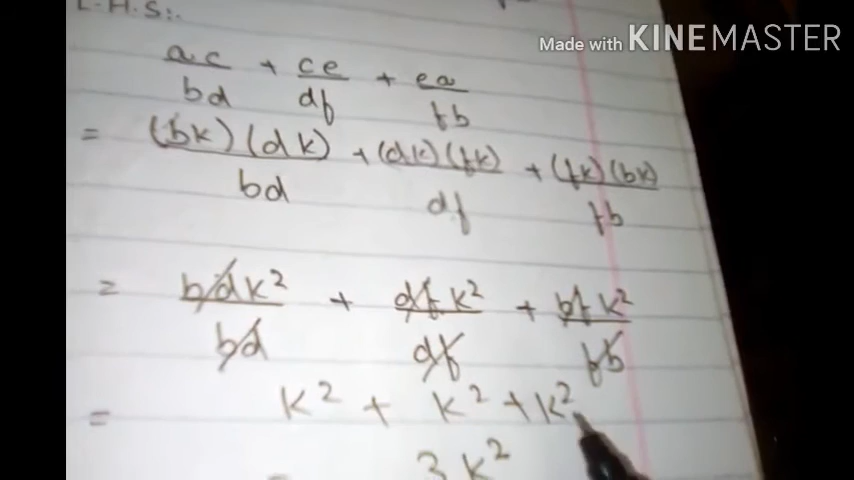 Made with KINEMASTER
L.H.S:.
ac/bd + ce/df + ea/fb
= (bk)(dk)/bd + (dk)(fk)/df + (fk)(bk)/fb
= bdk²/bd + dfk²/df + bfk²/fb
= k² + k² + k²
= 3k²